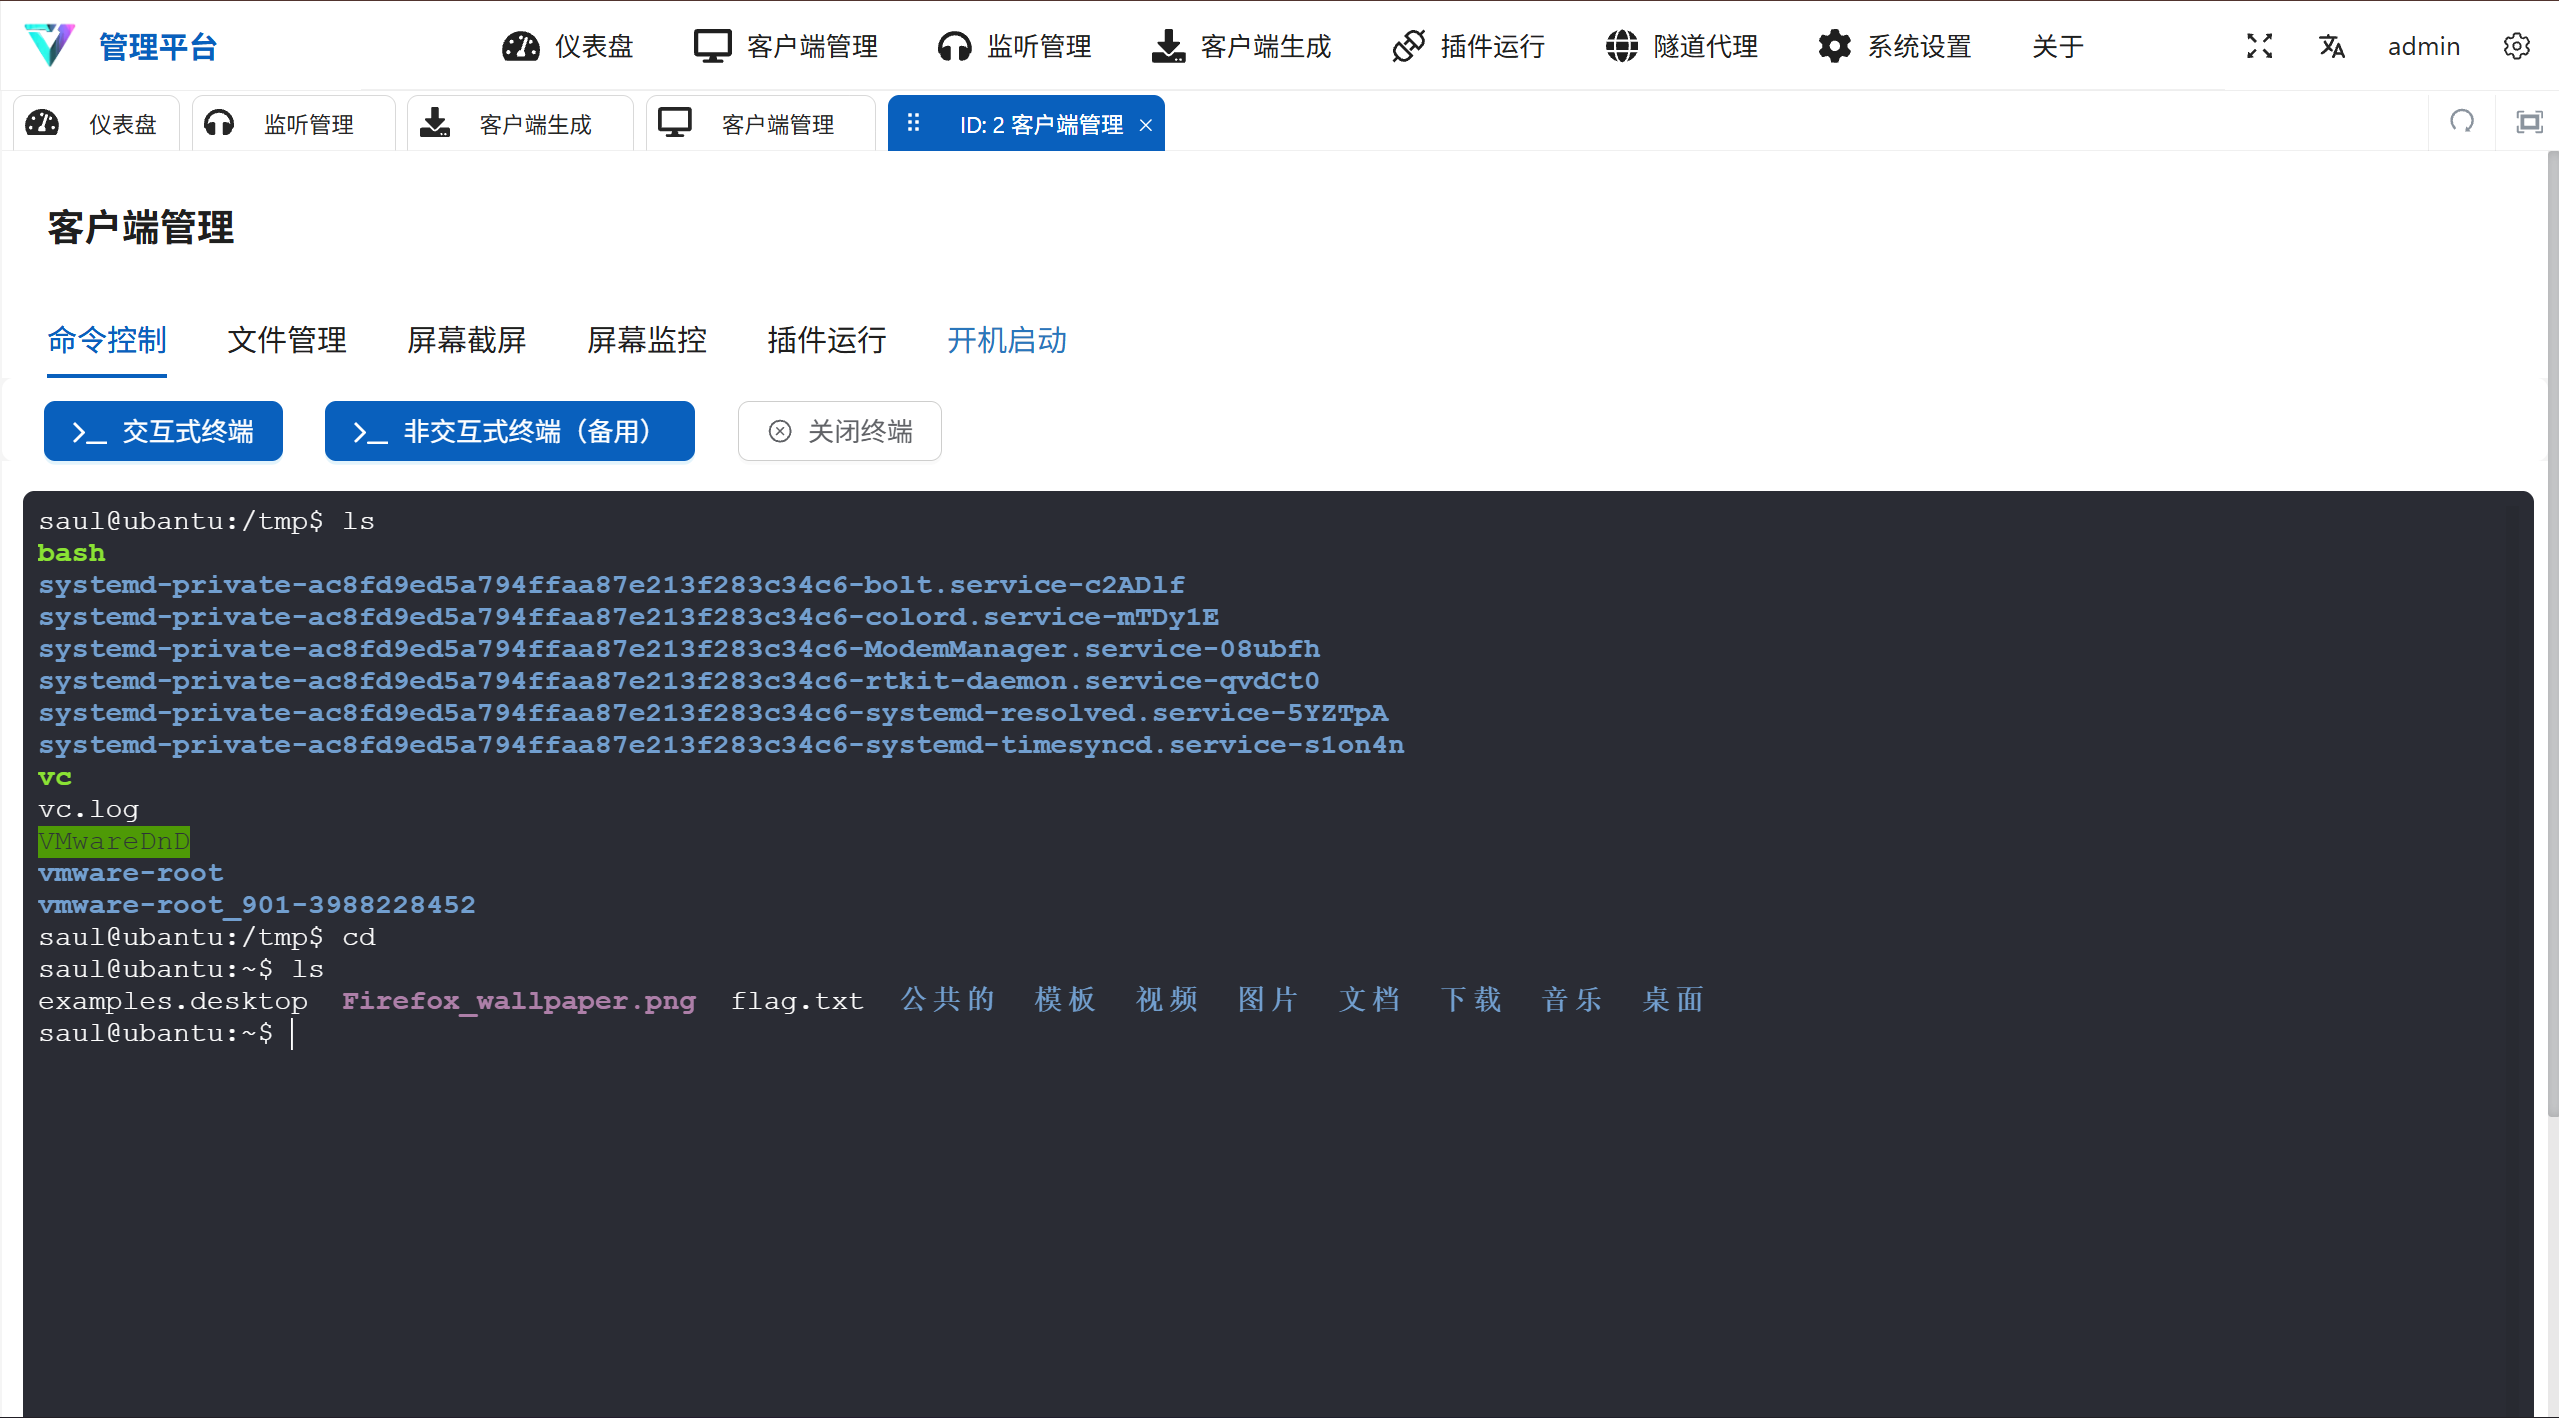 管理平台 仪表盘 客户端管理 监听管理 客户端生成 插件运行 隧道代理 系统设置 关于 admin
仪表盘 监听管理 客户端生成 客户端管理 ID: 2 客户端管理
客户端管理
命令控制 文件管理 屏幕截屏 屏幕监控 插件运行 开机启动
>_ 交互式终端 >_ 非交互式终端（备用） 关闭终端
saul@ubantu:/tmp$ ls
bash
systemd-private-ac8fd9ed5a794ffaa87e213f283c34c6-bolt.service-c2ADlf
systemd-private-ac8fd9ed5a794ffaa87e213f283c34c6-colord.service-mTDy1E
systemd-private-ac8fd9ed5a794ffaa87e213f283c34c6-ModemManager.service-08ubfh
systemd-private-ac8fd9ed5a794ffaa87e213f283c34c6-rtkit-daemon.service-qvdCt0
systemd-private-ac8fd9ed5a794ffaa87e213f283c34c6-systemd-resolved.service-5YZTpA
systemd-private-ac8fd9ed5a794ffaa87e213f283c34c6-systemd-timesyncd.service-s1on4n
vc
vc.log
VMwareDnD
vmware-root
vmware-root_901-3988228452
saul@ubantu:/tmp$ cd
saul@ubantu:~$ ls
examples.desktop Firefox_wallpaper.png flag.txt 公共的 模板 视频 图片 文档 下载 音乐 桌面
saul@ubantu:~$